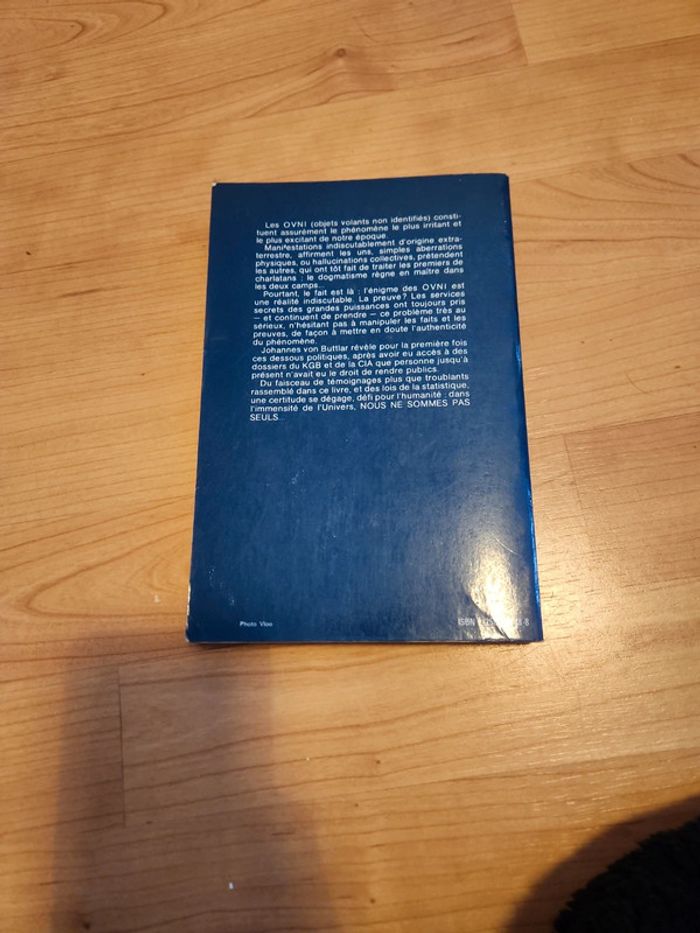 Les OVNI (objets volants non identifiés) consti-
tuent assurément le phénomène le plus irritant et
le plus excitant de notre époque.
Manifestations indiscutablement d'origine extra-
terrestre, affirment les uns, simples aberrations
physiques, ou hallucinations collectives, prétendent
les autres, qui ont tôt fait de traiter les premiers de
charlatans : le dogmatisme règne en maître dans
les deux camps...
Pourtant, le fait est là : l'énigme des OVNI est
une réalité indiscutable. La preuve? Les services
secrets des grandes puissances ont toujours pris
— et continuent de prendre — ce problème très au
sérieux, n'hésitant pas à manipuler les faits et les
preuves, de façon à mettre en doute l'authenticité
du phénomène.
Johannes von Buttlar révèle pour la première fois
ces dessous politiques, après avoir eu accès à des
dossiers du KGB et de la CIA que personne jusqu'à
présent n'avait eu le droit de rendre publics.
Du faisceau de témoignages plus que troublants
rassemblé dans ce livre, et des lois de la statistique,
une certitude se dégage, défi pour l'humanité : dans
l'immensité de l'Univers, NOUS NE SOMMES PAS
SEULS...
Photo Vloo
ISBN